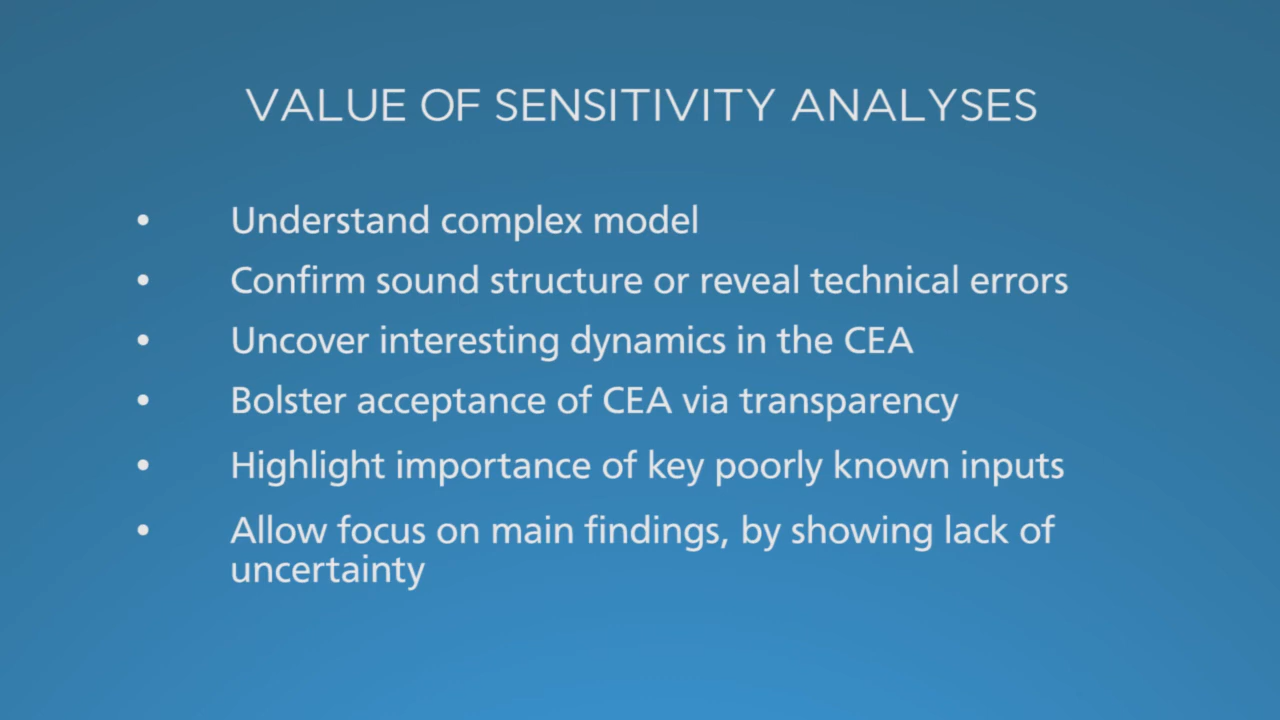 VALUE OF SENSITIVITY ANALYSES
• Understand complex model
• Confirm sound structure or reveal technical errors
• Uncover interesting dynamics in the CEA
• Bolster acceptance of CEA via transparency
• Highlight importance of key poorly known inputs
• Allow focus on main findings, by showing lack of
uncertainty